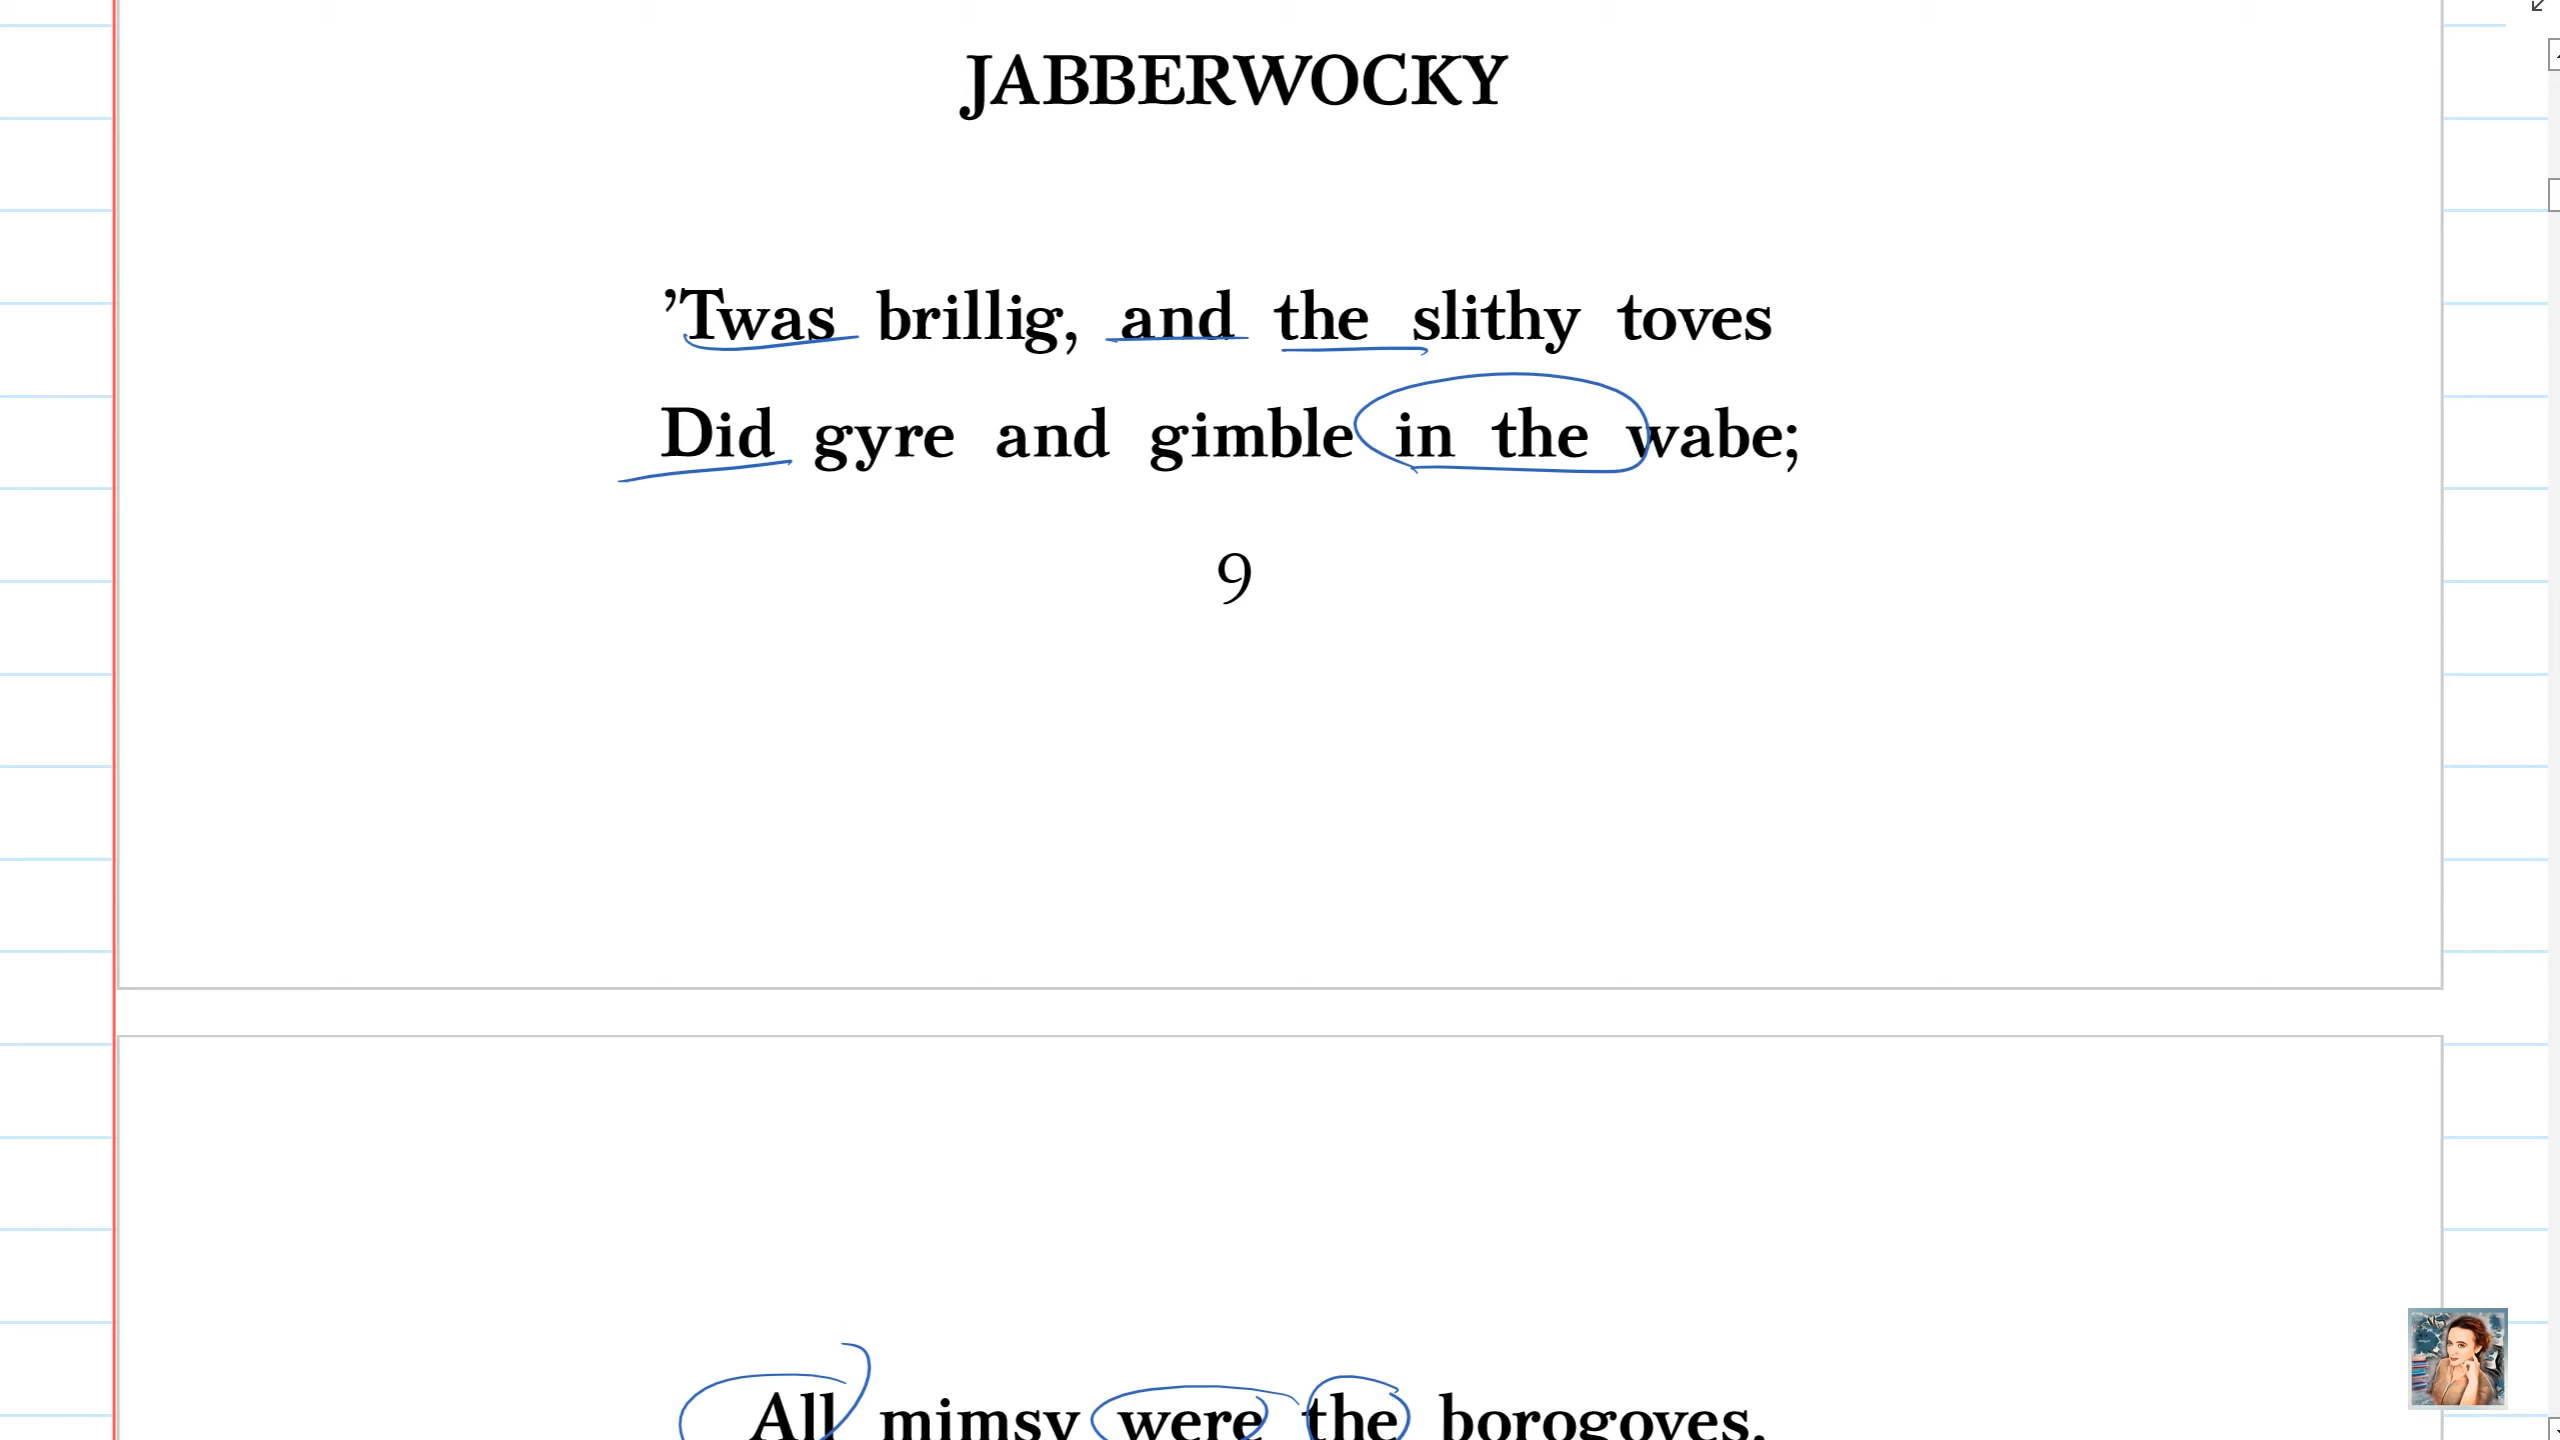 JABBERWOCKY
’Twas brillig, and the slithy toves
Did gyre and gimble in the wabe;
9
All mimsy were the borogoves,